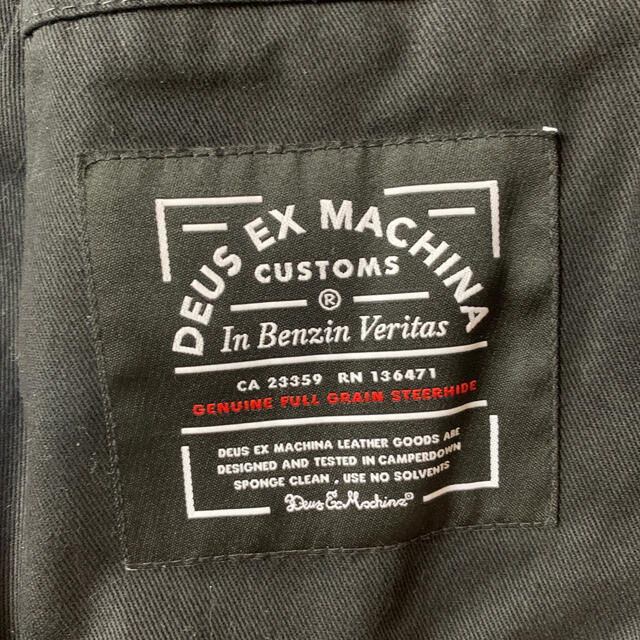 DEUS EX MACHINA
CUSTOMS
®
In Benzin Veritas
CA 23359 RN 136471
GENUINE FULL GRAIN STEERHIDE
DEUS EX MACHINA LEATHER GOODS ARE
DESIGNED AND TESTED IN CAMPERDOWN
SPONGE CLEAN , USE NO SOLVENTS
Deus Ex Machina®